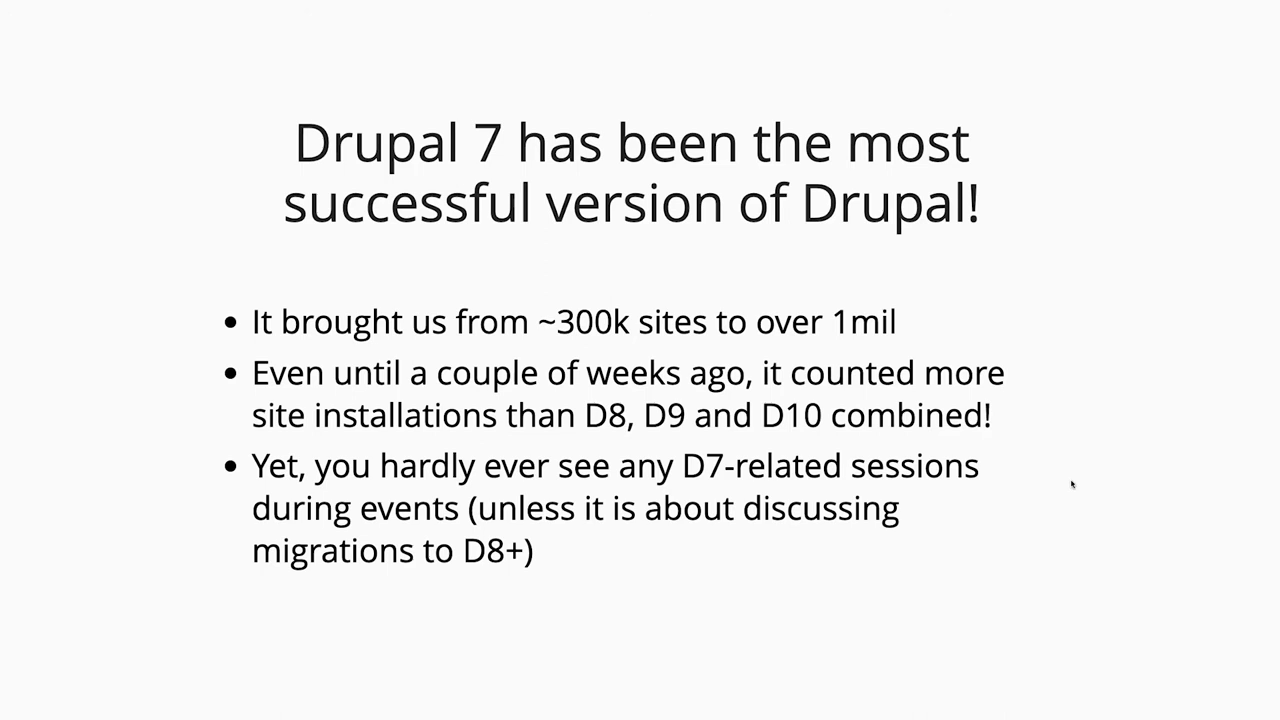 Drupal 7 has been the most
successful version of Drupal!
• It brought us from ~300k sites to over 1mil
• Even until a couple of weeks ago, it counted more
site installations than D8, D9 and D10 combined!
• Yet, you hardly ever see any D7-related sessions
during events (unless it is about discussing
migrations to D8+)